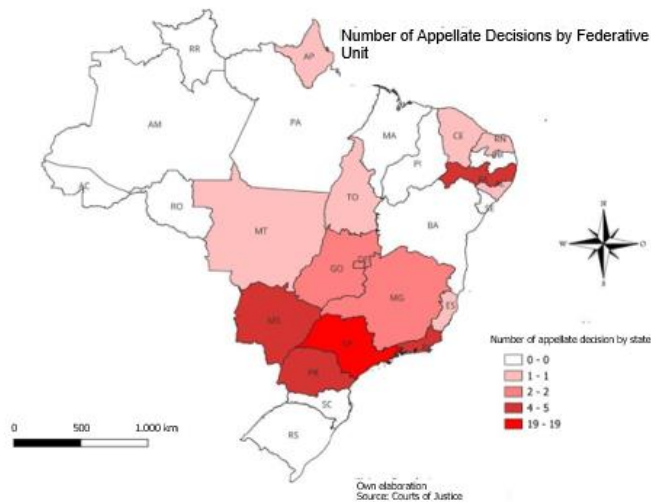 Number of Appellate Decisions by Federative
Unit
RR
AP
AM
PA
MA
CE
RN
PI
AC
RO
TO
SE
BA
MT
GO
MG
ES
MS
SP
PR
SC
RS
N
W
O
S
Number of appellate decision by state
0 - 0
1 - 1
2 - 2
4 - 5
19 - 19
0 500 1.000 km
Own elaboration
Source: Courts of Justice